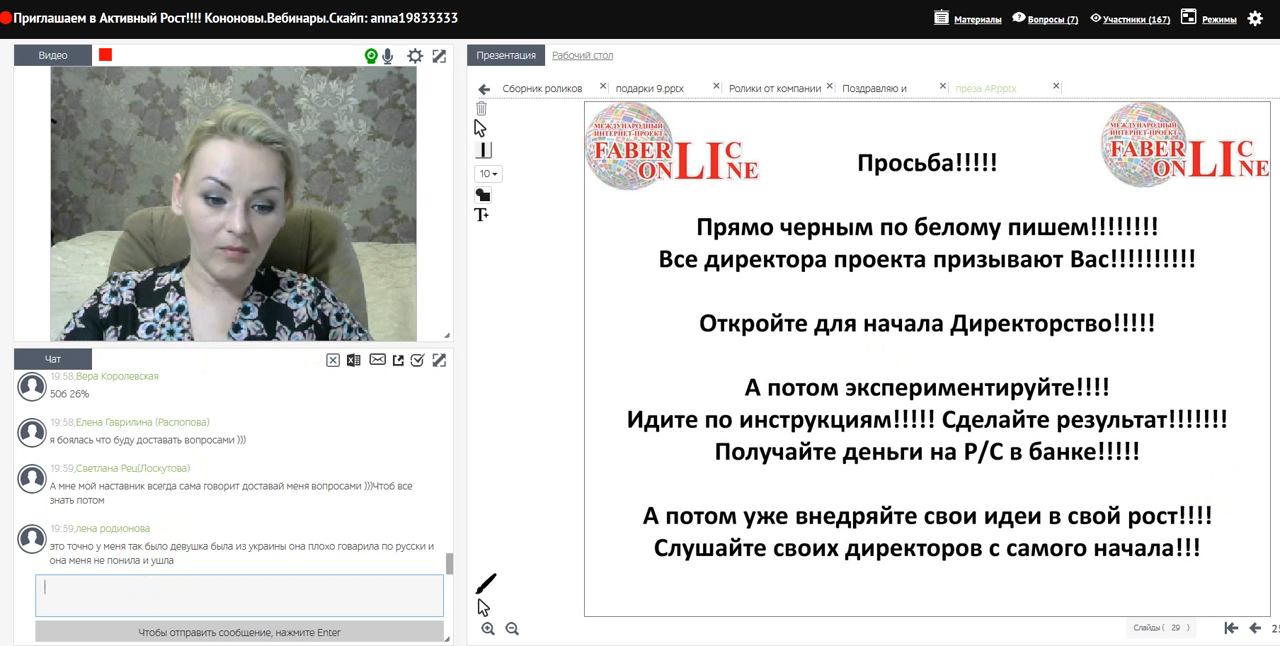 Приглашаем в Активный Рост!!!! Кононовы.Вебинары.Скайп: anna19833333
Материалы
Вопросы (7)
Участники (167)
Режимы
Видео
Презентация
Рабочий стол
Сборник роликов
подарки 9.pptx
Ролики от компании
Поздравляю и
преза АР.pptx
10
МЕЖДУНАРОДНЫЙ
ИНТЕРНЕТ-ПРОЕКТ
FABERLIC
ONLINE
МЕЖДУНАРОДНЫЙ
ИНТЕРНЕТ-ПРОЕКТ
FABERLIC
ONLINE
Просьба!!!!!
Прямо черным по белому пишем!!!!!!!!
Все директора проекта призывают Вас!!!!!!!!!!
Откройте для начала Директорство!!!!!
А потом экспериментируйте!!!!
Идите по инструкциям!!!!! Сделайте результат!!!!!!!
Получайте деньги на Р/С в банке!!!!!
А потом уже внедряйте свои идеи в свой рост!!!!
Слушайте своих директоров с самого начала!!!
Чат
19:58,Вера Королевская
506 26%
19:58,Елена Гаврилина (Распопова)
я боялась что буду доставать вопросами )))
19:59,Светлана Рец(Лоскутова)
А мне мой наставник всегда сама говорит доставай меня вопросами )))Чтоб все
знать потом
19:59,лена родионова
это точно у меня так было девушка была из украины она плохо гаварила по русски и
она меня не понила и ушла
Чтобы отправить сообщение, нажмите Enter
Слайды ( 29 )